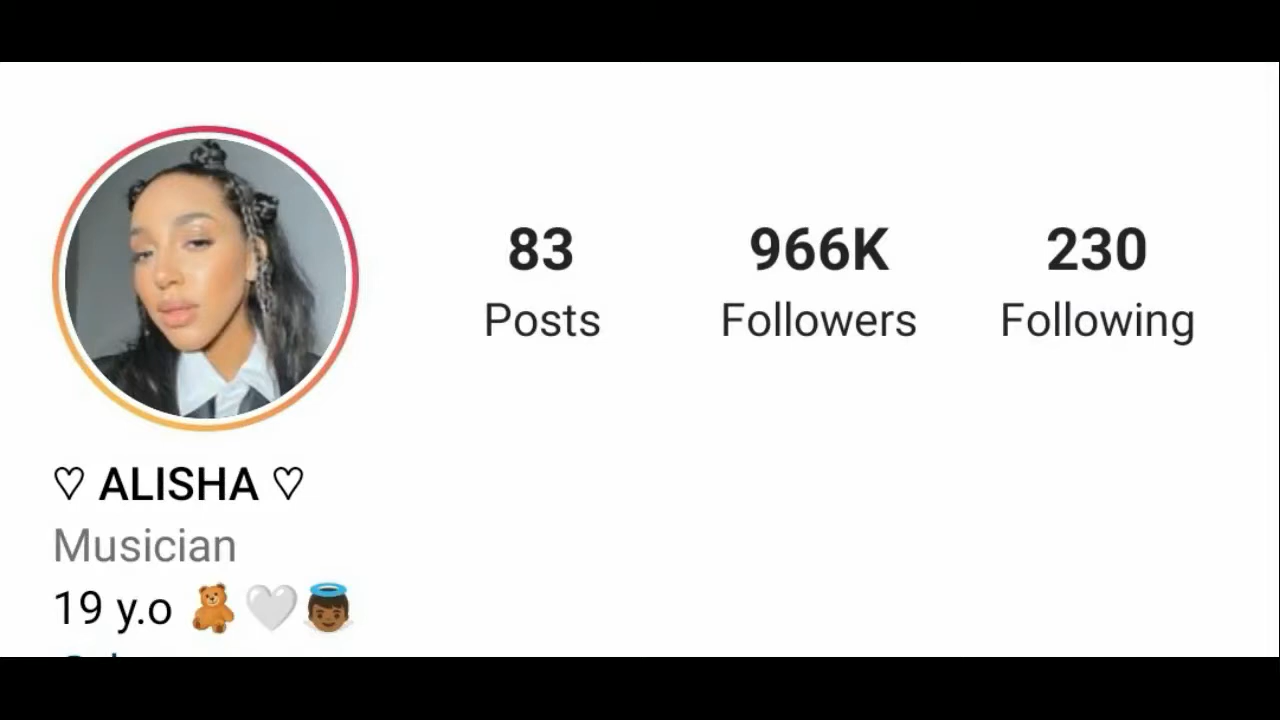 83 966K 230
Posts Followers Following
♡ ALISHA ♡
Musician
19 y.o 🧸🤍👼🏾